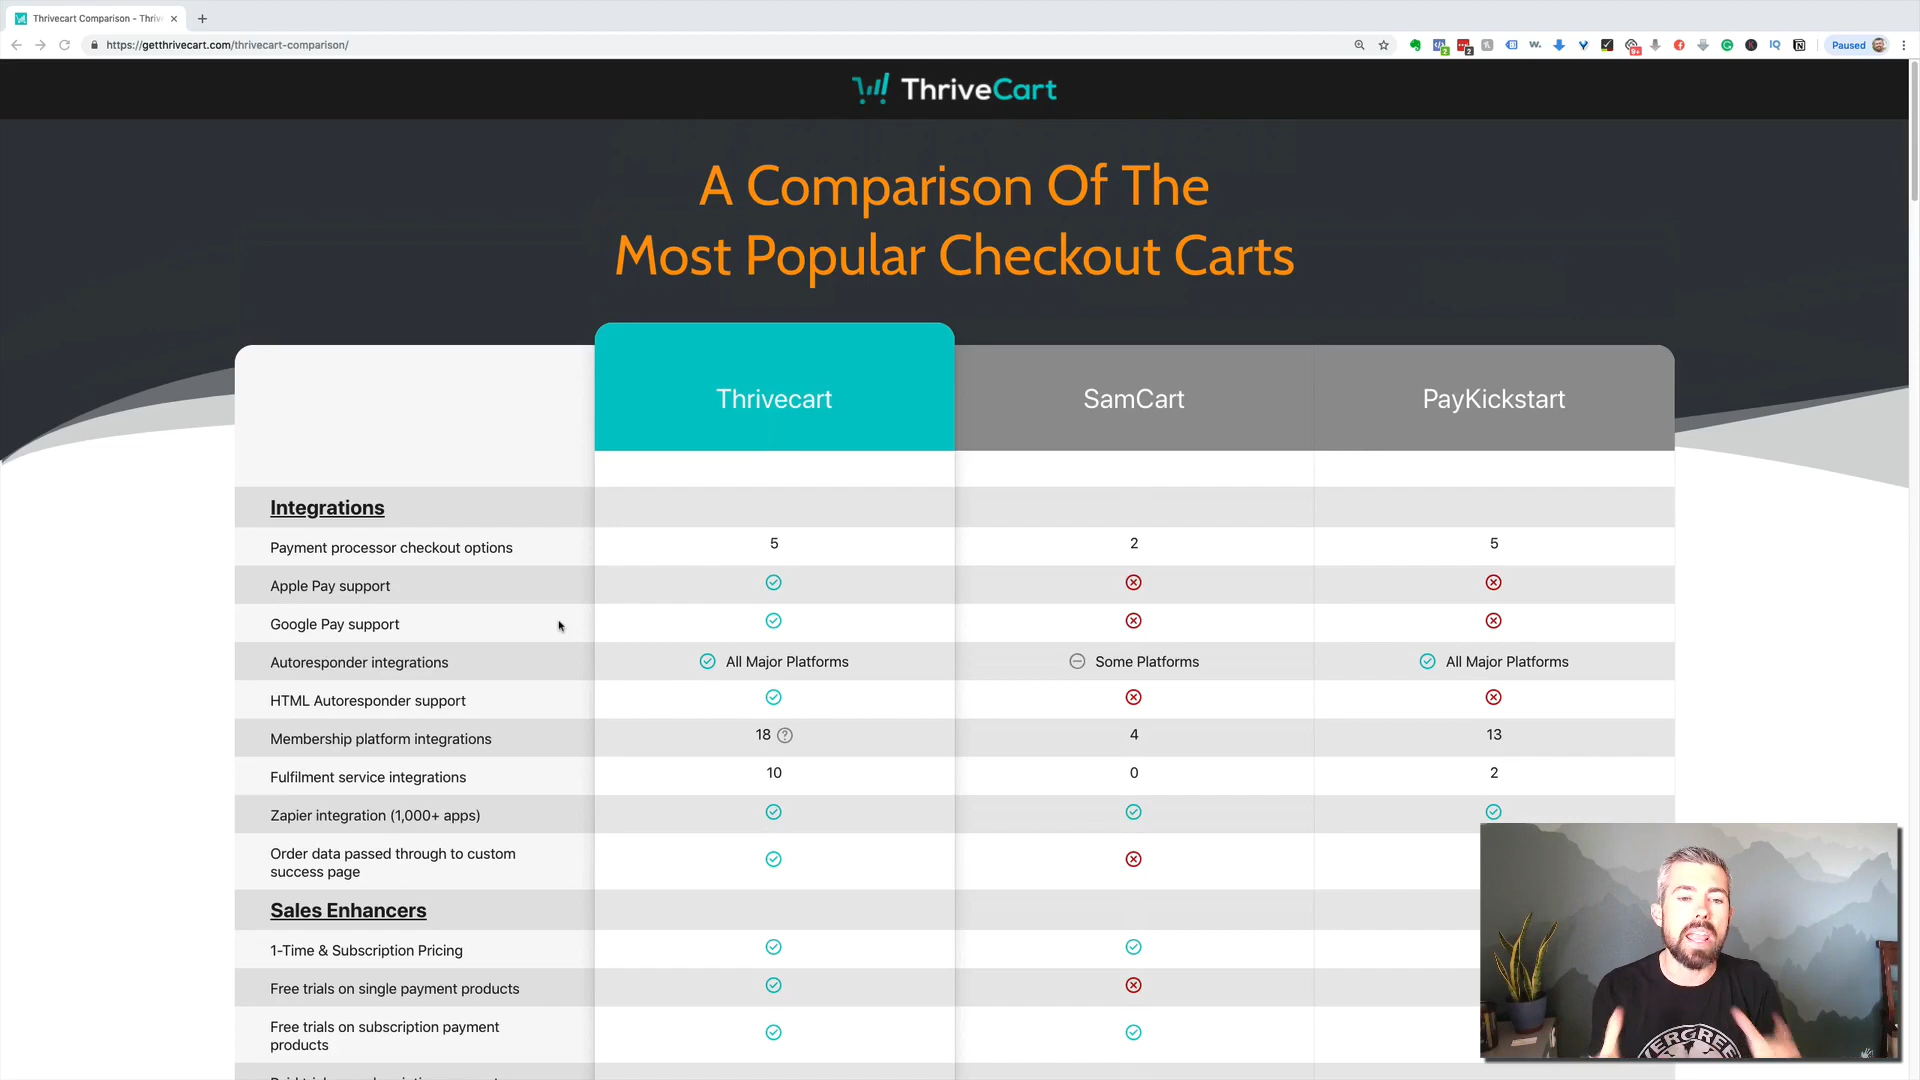 Thrivecart Comparison - Thriv
https://getthrivecart.com/thrivecart-comparison/
2
2
W.
9+
IQ
Paused
ThriveCart
A Comparison Of The
Most Popular Checkout Carts
Thrivecart SamCart PayKickstart
Integrations
Payment processor checkout options 5 2 5
Apple Pay support
Google Pay support
Autoresponder integrations All Major Platforms Some Platforms All Major Platforms
HTML Autoresponder support
Membership platform integrations 18 ? 4 13
Fulfilment service integrations 10 0 2
Zapier integration (1,000+ apps)
Order data passed through to custom
success page
Sales Enhancers
1-Time & Subscription Pricing
Free trials on single payment products
Free trials on subscription payment
products